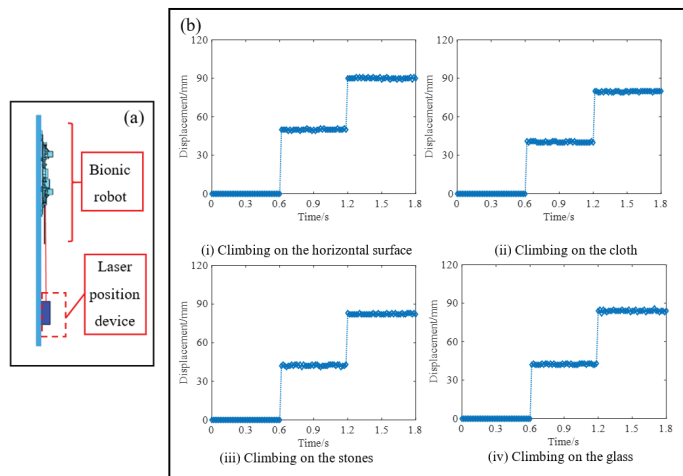 (a)
Bionic
robot
Laser
position
device
(b)
120
90
60
30
0
Displacement/mm
0 0.3 0.6 0.9 1.2 1.5 1.8
Time/s
(i) Climbing on the horizontal surface
120
90
60
30
0
Displacement/mm
0 0.3 0.6 0.9 1.2 1.5 1.8
Time/s
(ii) Climbing on the cloth
120
90
60
30
0
Displacement/mm
0 0.3 0.6 0.9 1.2 1.5 1.8
Time/s
(iii) Climbing on the stones
120
90
60
30
0
Displacement/mm
0 0.3 0.6 0.9 1.2 1.5 1.8
Time/s
(iv) Climbing on the glass